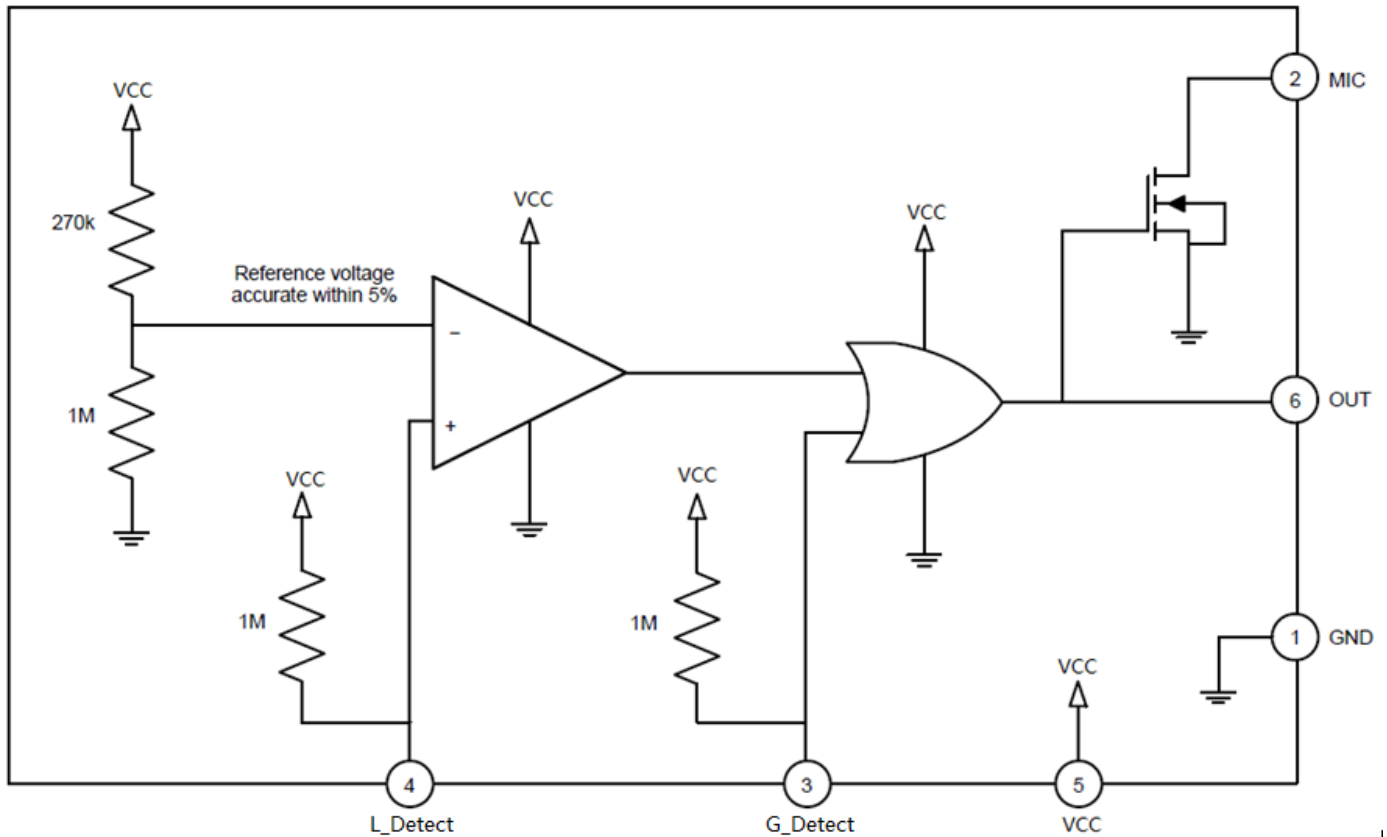 VCC
2
MIC
270k
VCC
VCC
Reference voltage
accurate within 5%
−
1M
+
6
OUT
VCC
VCC
1M
1M
1
GND
VCC
4
3
5
L_Detect
G_Detect
VCC